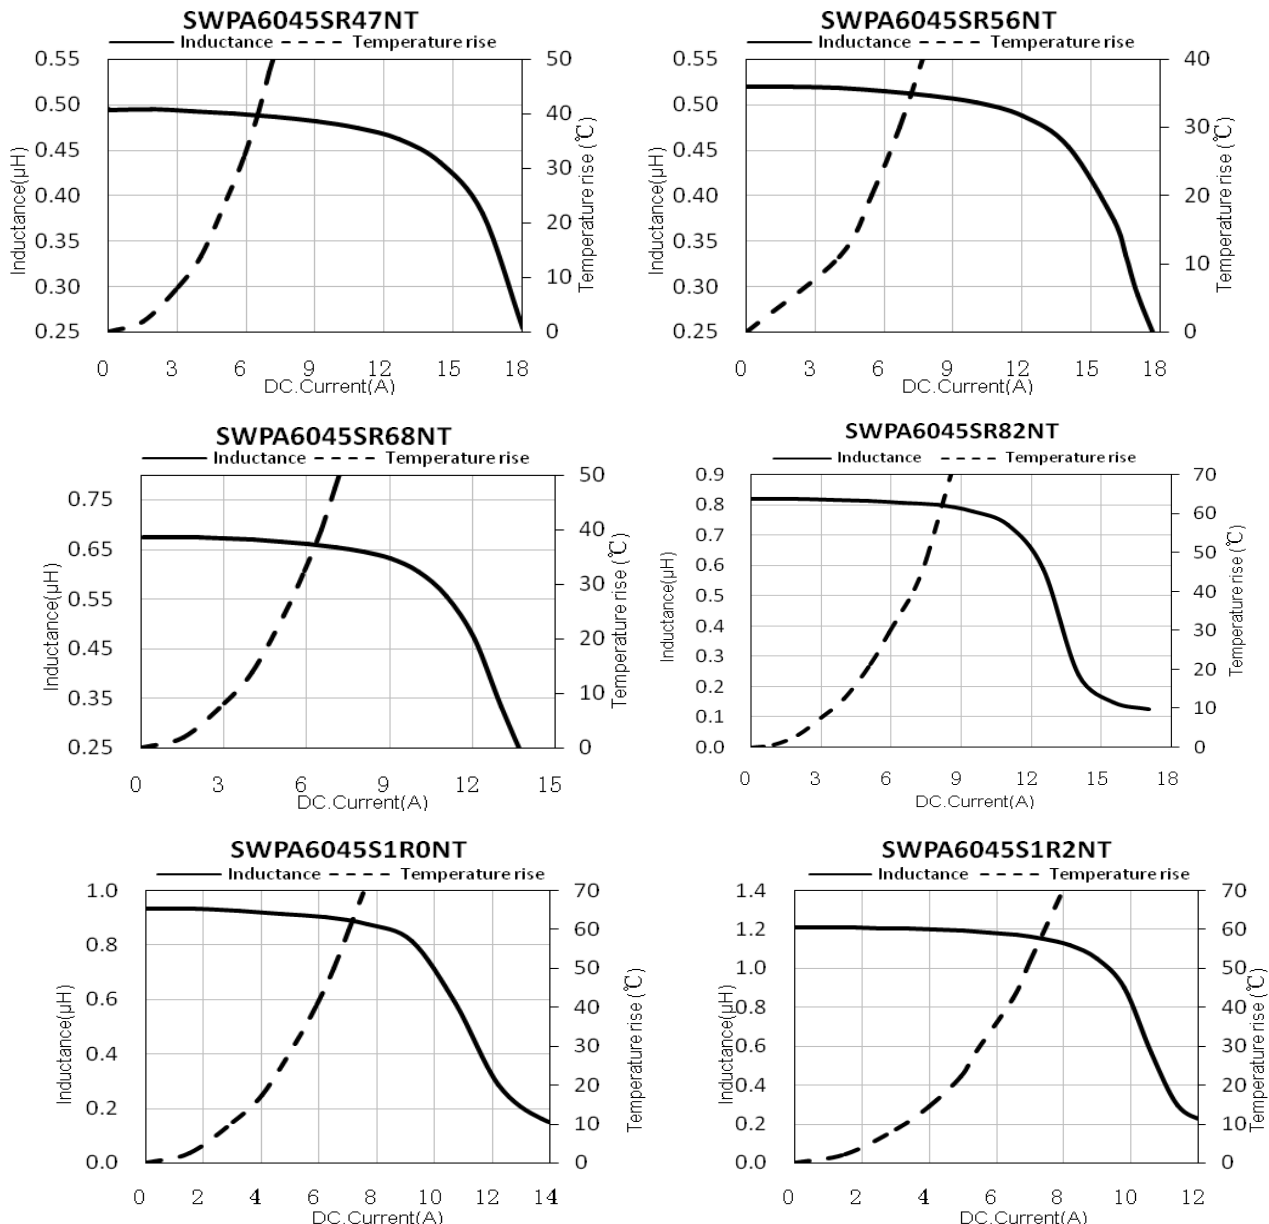 SWPA6045SR47NT
Inductance Temperature rise
0.55
0.50
0.45
0.40
0.35
0.30
0.25
Inductance(μH)
50
40
30
20
10
0
Temperature rise (℃)
0 3 6 9 12 15 18
DC.Current(A)
SWPA6045SR56NT
Inductance Temperature rise
0.55
0.50
0.45
0.40
0.35
0.30
0.25
Inductance(μH)
40
30
20
10
0
Temperature rise (℃)
0 3 6 9 12 15 18
DC.Current(A)
SWPA6045SR68NT
Inductance Temperature rise
0.75
0.65
0.55
0.45
0.35
0.25
Inductance(μH)
50
40
30
20
10
0
Temperature rise (℃)
0 3 6 9 12 15
DC.Current(A)
SWPA6045SR82NT
Inductance Temperature rise
0.9
0.8
0.7
0.6
0.5
0.4
0.3
0.2
0.1
0.0
Inductance(μH)
70
60
50
40
30
20
10
0
Temperature rise (℃)
0 3 6 9 12 15 18
DC.Current(A)
SWPA6045S1R0NT
Inductance Temperature rise
1.0
0.8
0.6
0.4
0.2
0.0
Inductance(μH)
70
60
50
40
30
20
10
0
Temperature rise (℃)
0 2 4 6 8 10 12 14
DC.Current(A)
SWPA6045S1R2NT
Inductance Temperature rise
1.4
1.2
1.0
0.8
0.6
0.4
0.2
0.0
Inductance(μH)
70
60
50
40
30
20
10
0
Temperature rise (℃)
0 2 4 6 8 10 12
DC.Current(A)